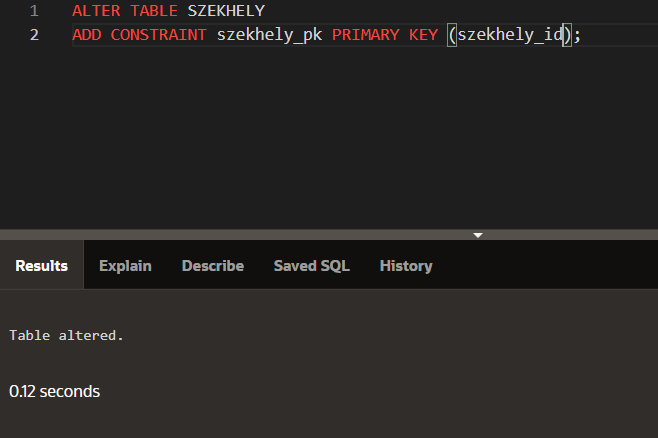 1 ALTER TABLE SZEKHELY
2 ADD CONSTRAINT szekhely_pk PRIMARY KEY (szekhely_id);
Results Explain Describe Saved SQL History
Table altered.
0.12 seconds